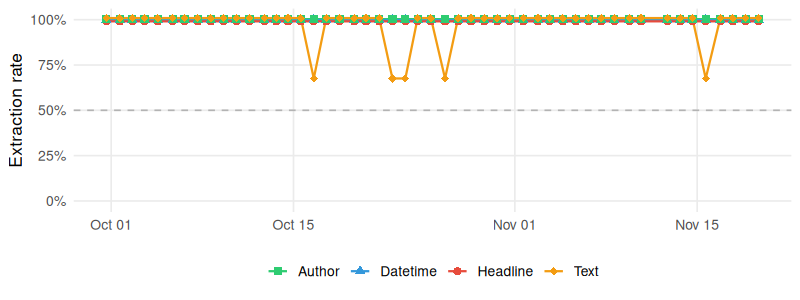 Extraction rate
100%
75%
50%
25%
0%
Oct 01 Oct 15 Nov 01 Nov 15
Author Datetime Headline Text